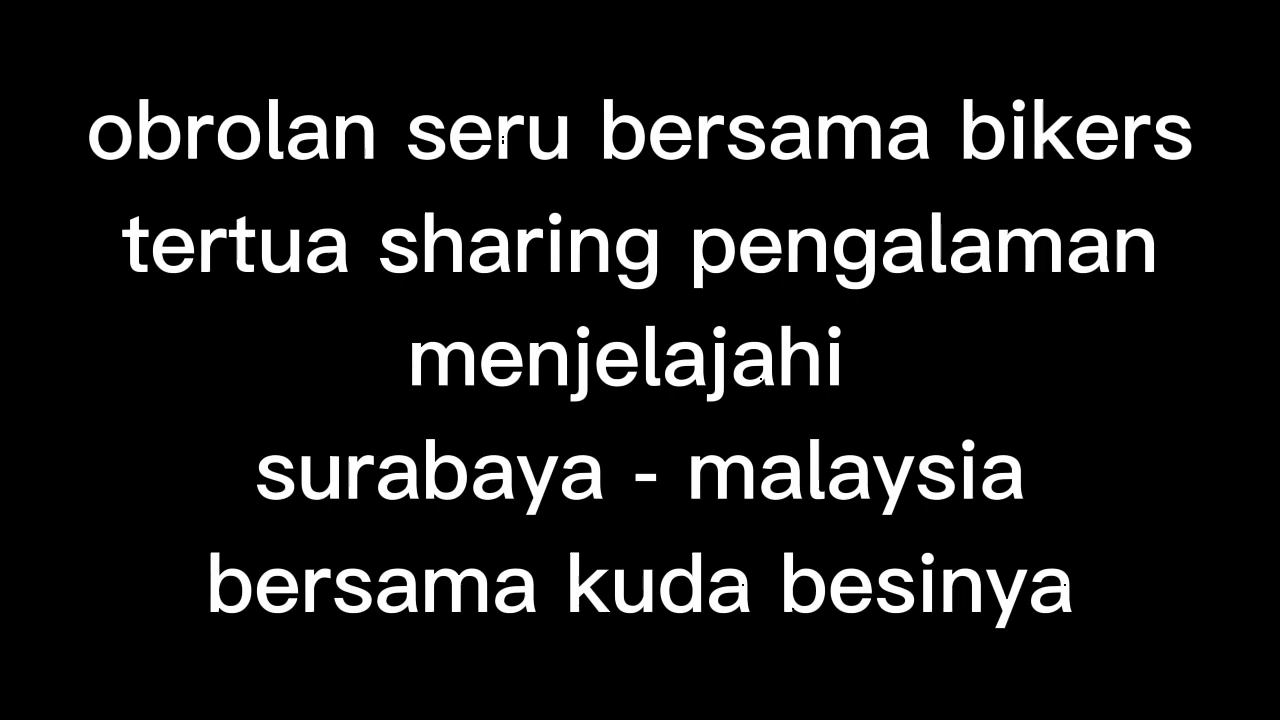 obrolan seru bersama bikers
tertua sharing pengalaman
menjelajahi
surabaya - malaysia
bersama kuda besinya